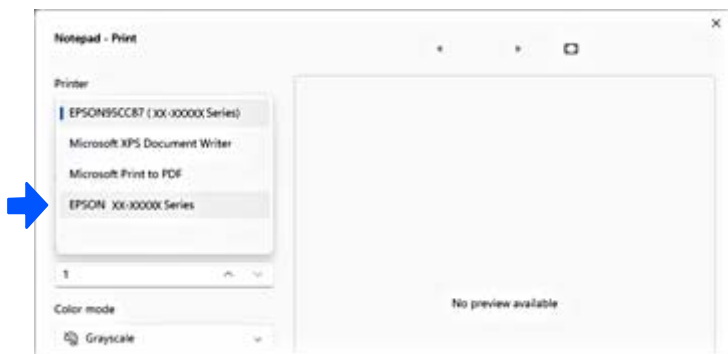 Notepad - Print
Printer
EPSON95CC87 (XX-XXXXX Series)
Microsoft XPS Document Writer
Microsoft Print to PDF
EPSON XX-XXXXX Series
1
Color mode
Grayscale
No preview available